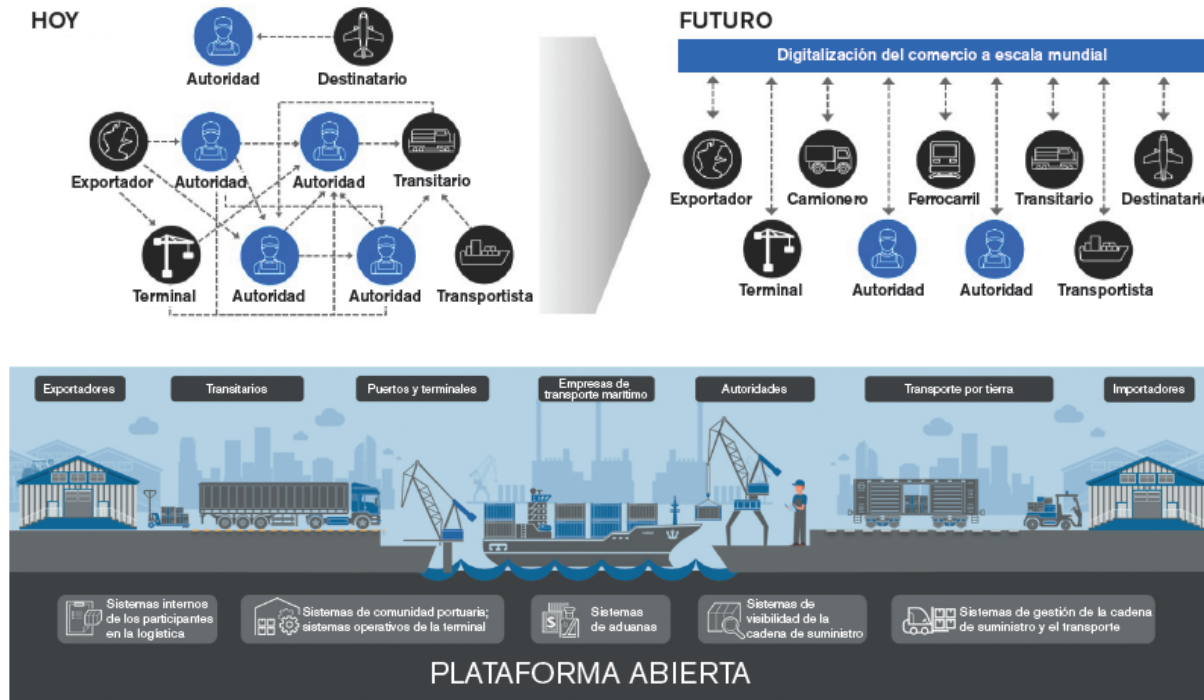 HOY
Autoridad
Destinatario
Exportador
Autoridad
Autoridad
Transitario
Terminal
Autoridad
Autoridad
Transportista
FUTURO
Digitalización del comercio a escala mundial
Exportador
Camionero
Ferrocarril
Transitario
Destinatario
Terminal
Autoridad
Autoridad
Transportista
Exportadores
Transitarios
Puertos y terminales
Empresas de
transporte marítimo
Autoridades
Transporte por tierra
Importadores
Sistemas internos
de los participantes
en la logística
Sistemas de comunidad portuaria;
sistemas operativos de la terminal
$
Sistemas
de aduanas
Sistemas de
visibilidad de la
cadena de suministro
Sistemas de gestión de la cadena
de suministro y el transporte
PLATAFORMA ABIERTA